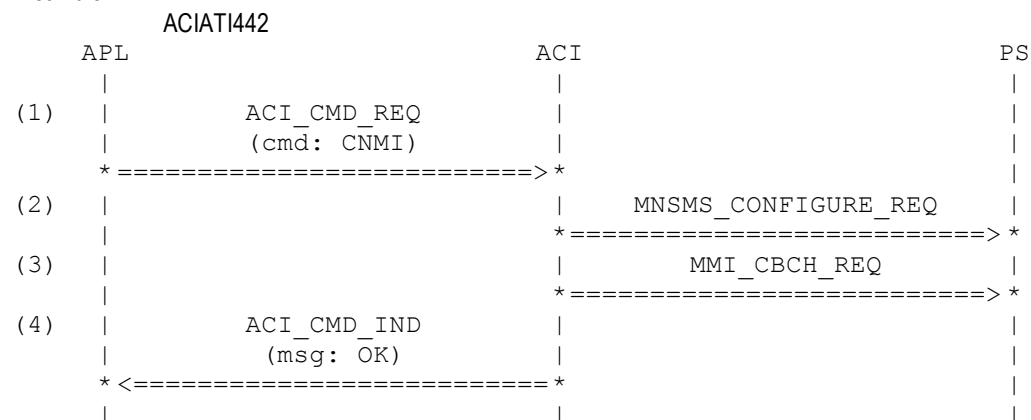 ACIATI442
APL ACI PS
(1) ACI_CMD_REQ
(cmd: CNMI)
*==========================>*
(2) MNSMS_CONFIGURE_REQ
*==========================>*
(3) MMI_CBCH_REQ
*==========================>*
(4) ACI_CMD_IND
(msg: OK)
*<==========================*